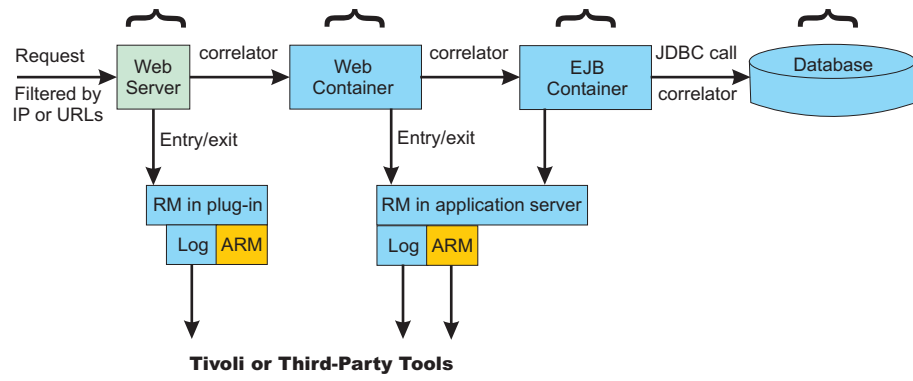 Request
Filtered by
IP or URLs
Web
Server
correlator
Web
Container
correlator
EJB
Container
JDBC call
correlator
Database
Entry/exit
Entry/exit
RM in plug-in
Log
ARM
RM in application server
Log
ARM
Tivoli or Third-Party Tools